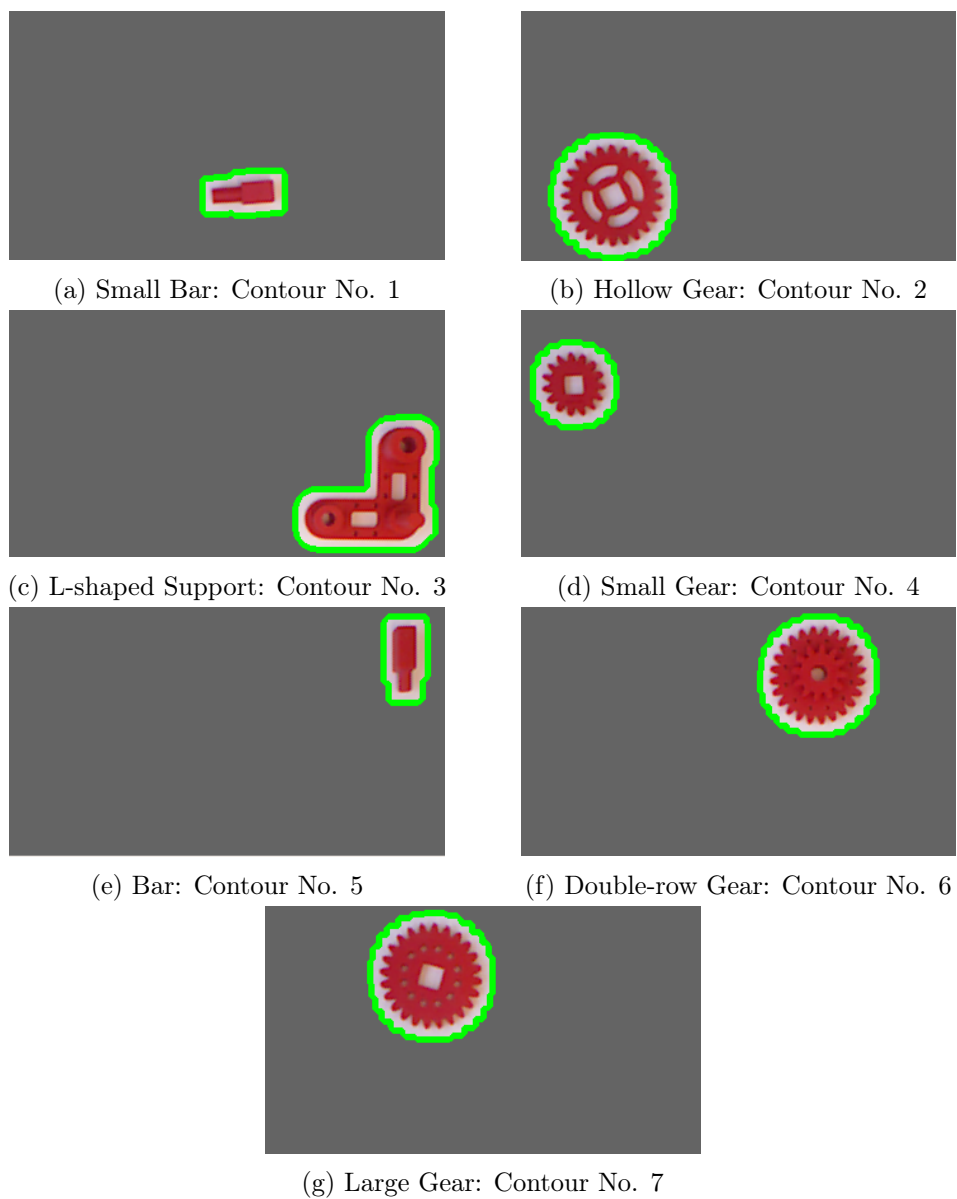 (a) Small Bar: Contour No. 1
(b) Hollow Gear: Contour No. 2
(c) L-shaped Support: Contour No. 3
(d) Small Gear: Contour No. 4
(e) Bar: Contour No. 5
(f) Double-row Gear: Contour No. 6
(g) Large Gear: Contour No. 7